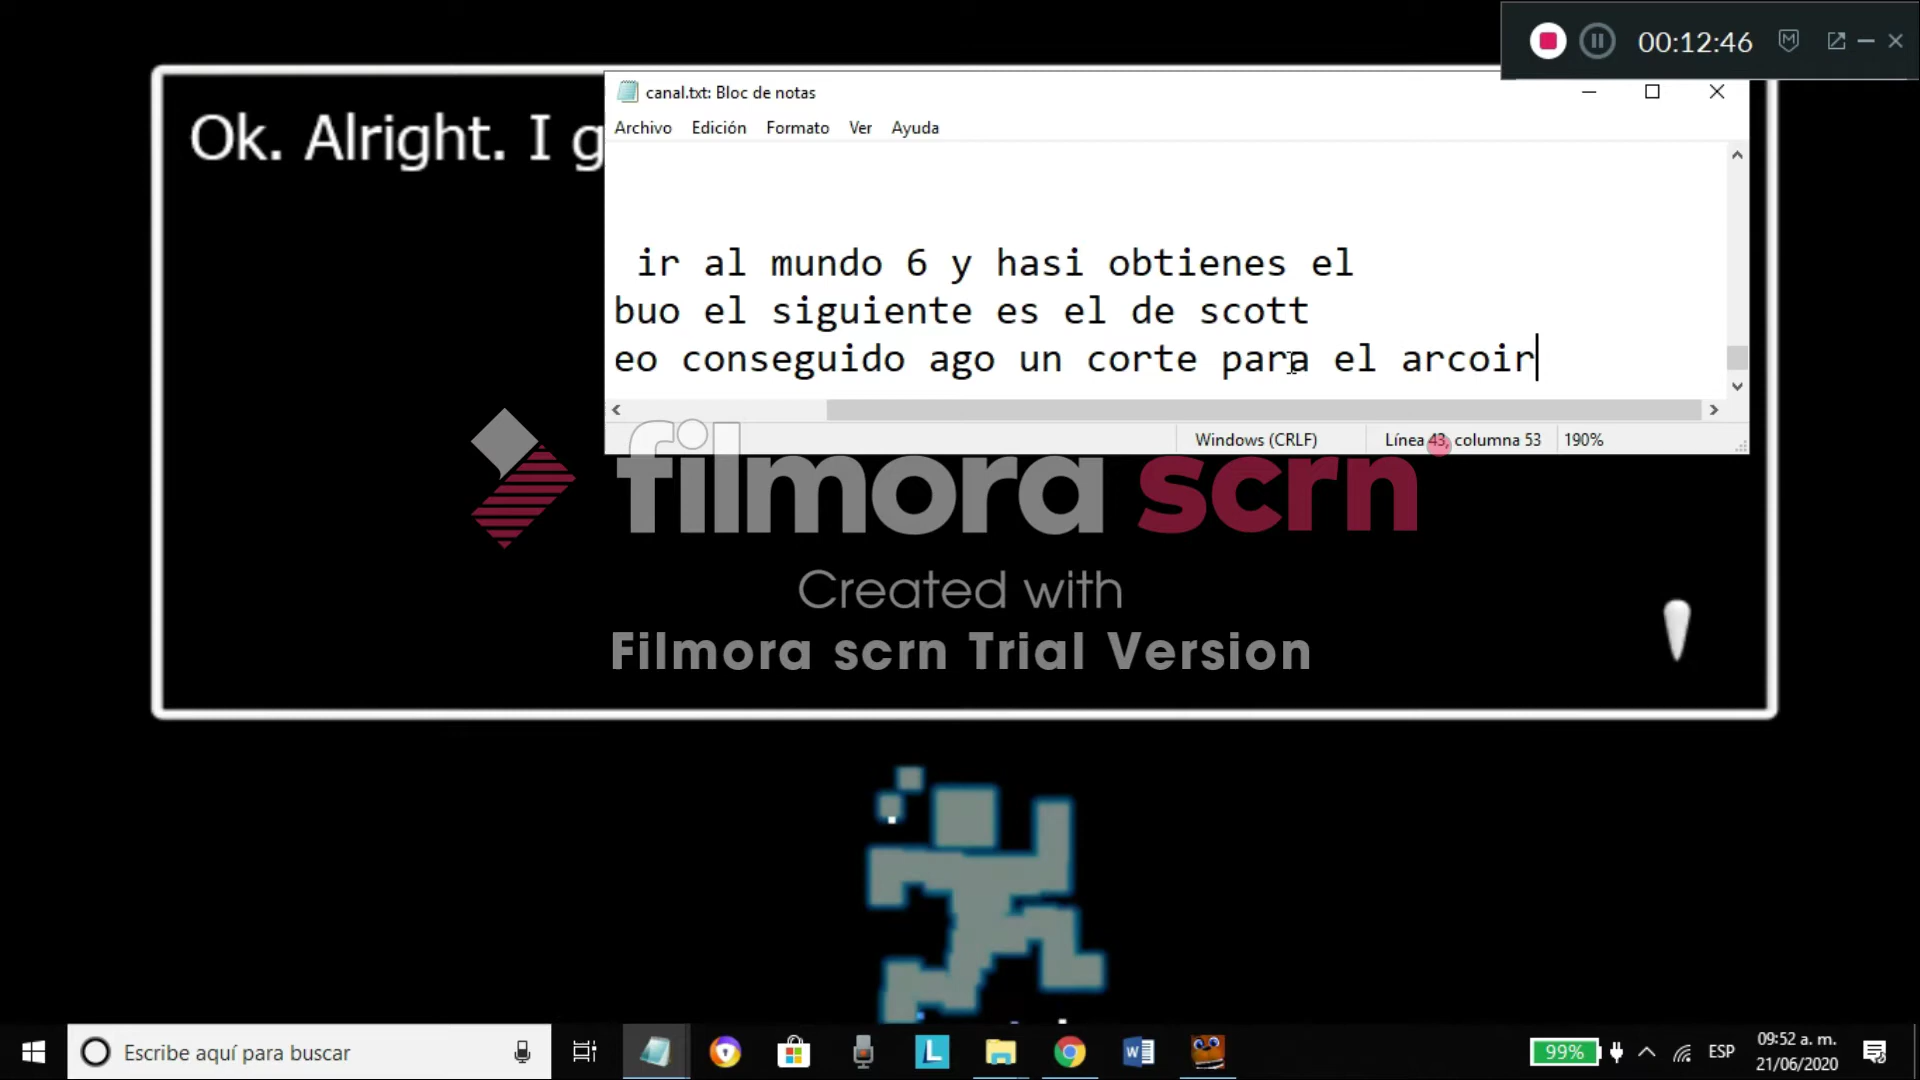 00:12:46
canal.txt: Bloc de notas
Archivo Edición Formato Ver Ayuda
Ok. Alright. I g
ir al mundo 6 y hasi obtienes el
buo el siguiente es el de scott
eo conseguido ago un corte para el arcoir
Windows (CRLF) Línea 43, columna 53 190%
filmora scrn
Created with
Filmora scrn Trial Version
Escribe aquí para buscar
99% ESP 09:52 a. m.
21/06/2020